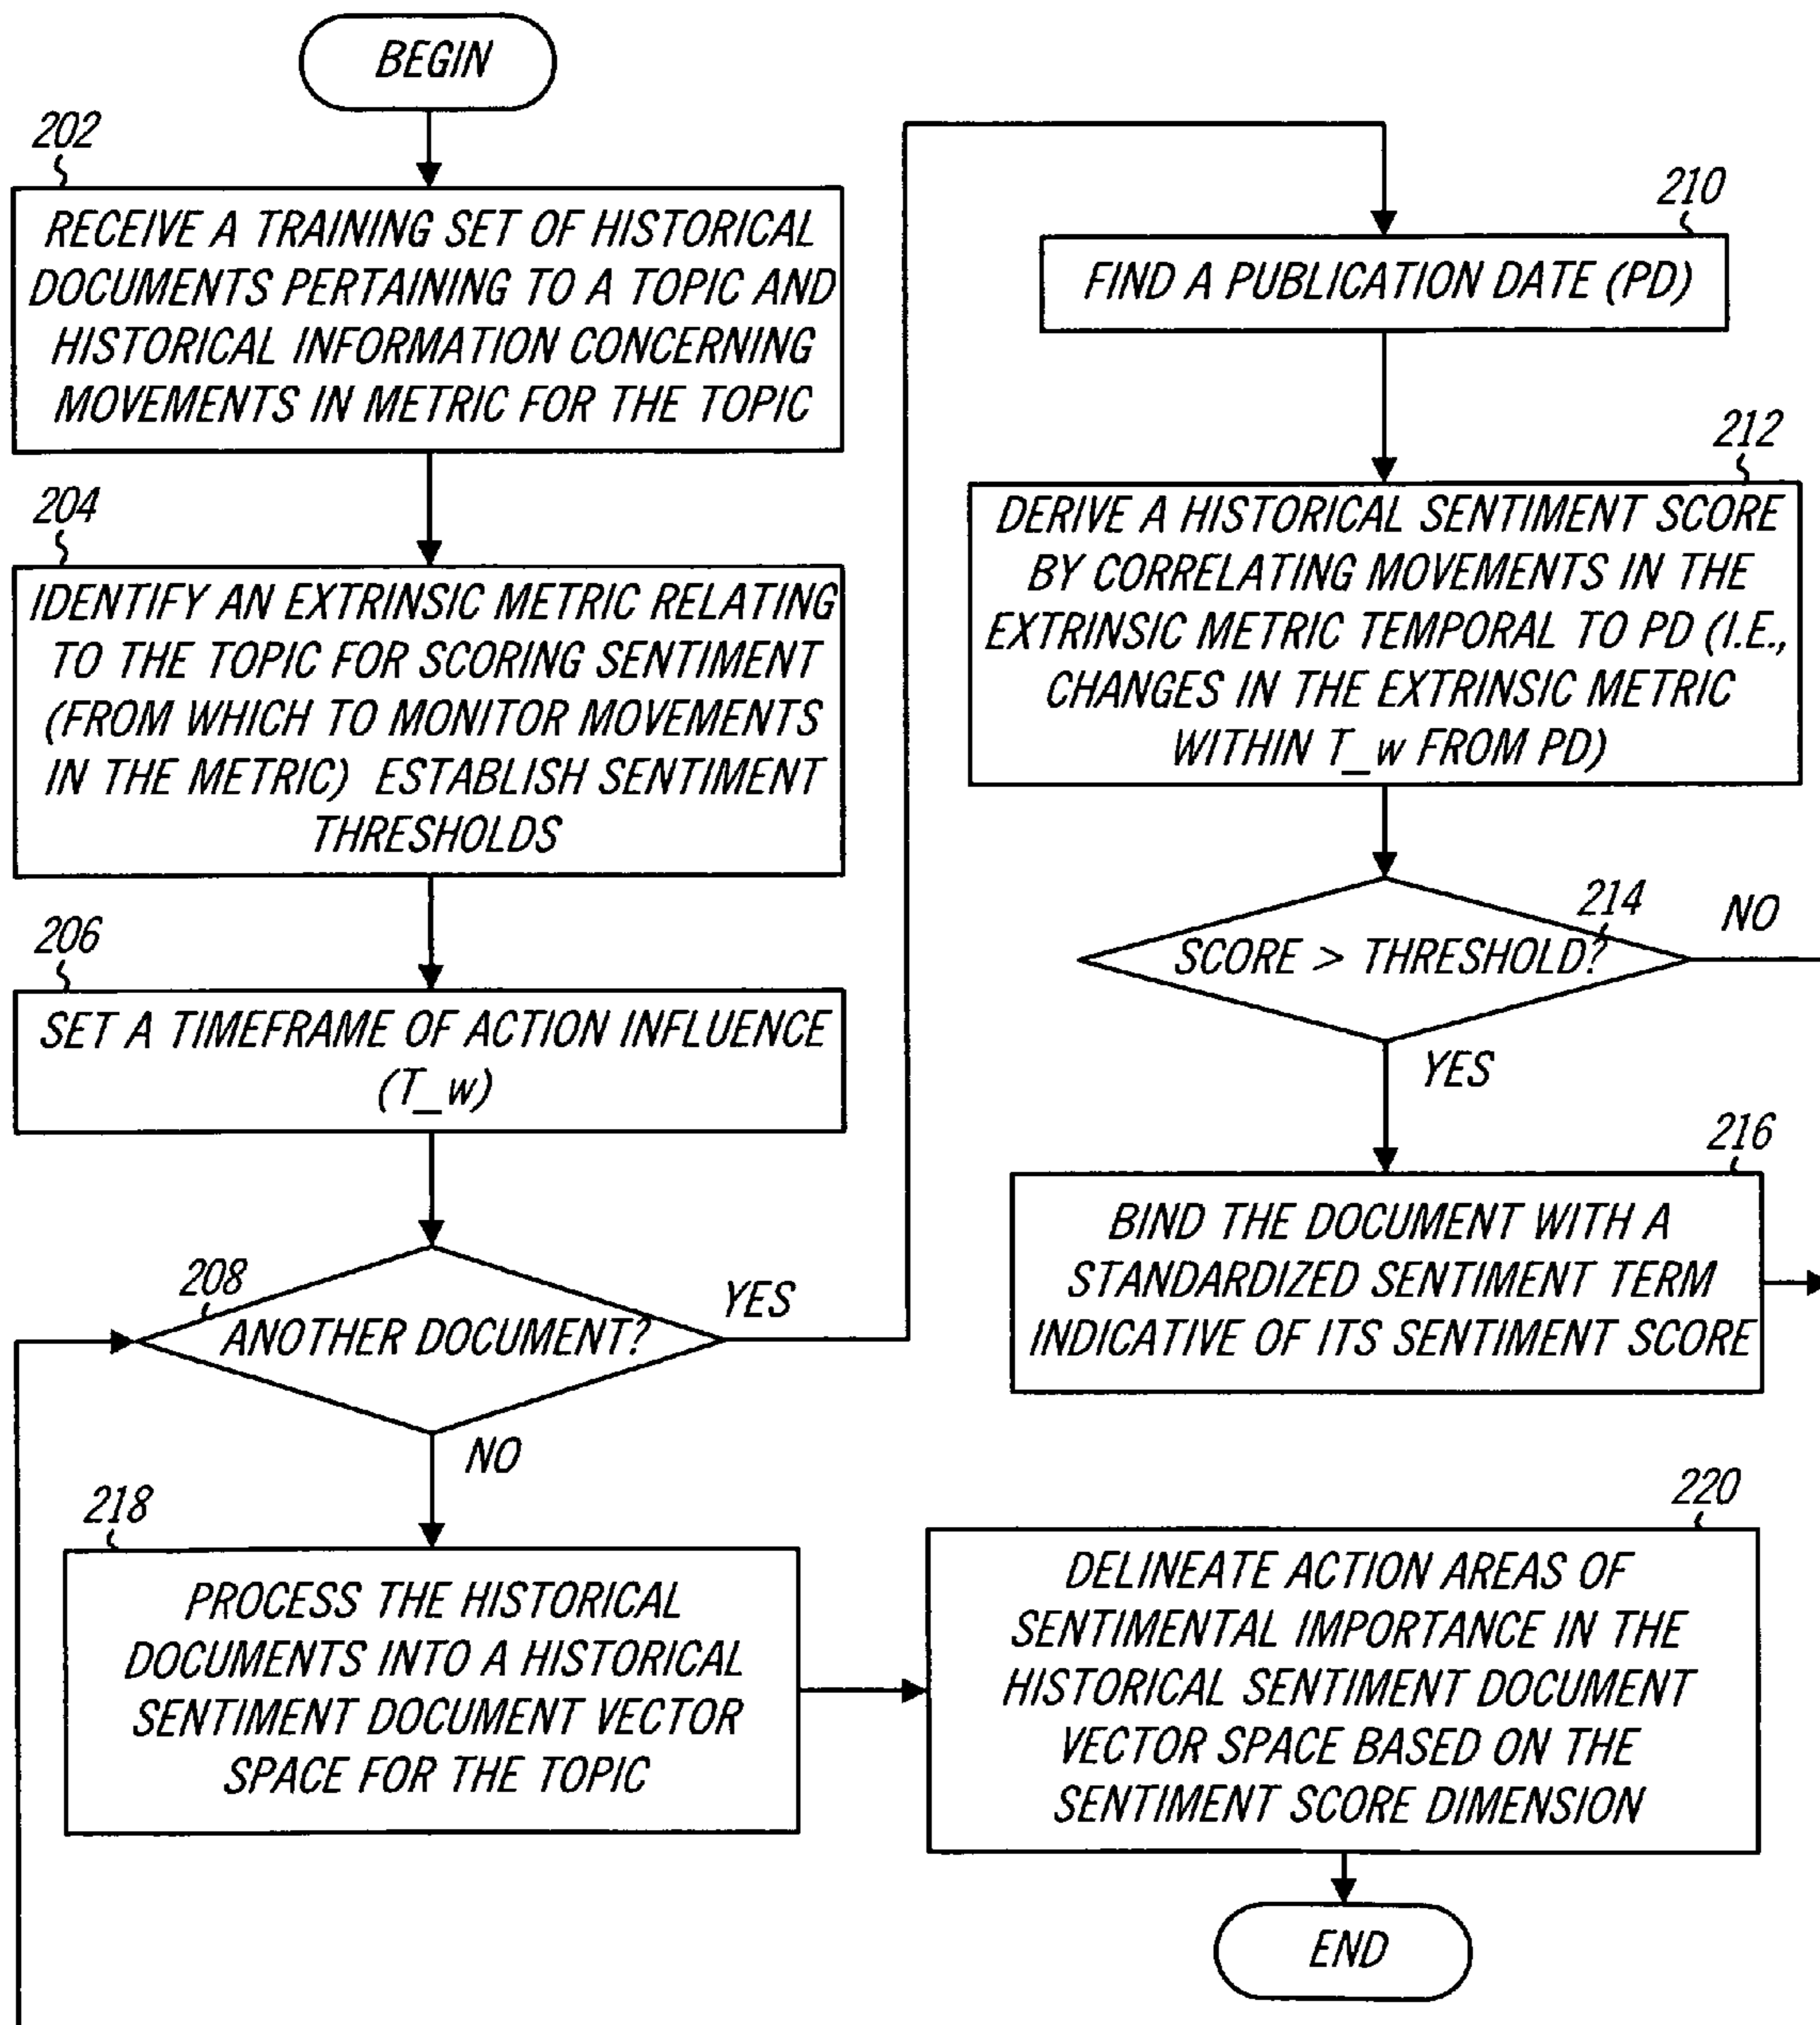 BEGIN
202
RECEIVE A TRAINING SET OF HISTORICAL
DOCUMENTS PERTAINING TO A TOPIC AND
HISTORICAL INFORMATION CONCERNING
MOVEMENTS IN METRIC FOR THE TOPIC
204
IDENTIFY AN EXTRINSIC METRIC RELATING
TO THE TOPIC FOR SCORING SENTIMENT
(FROM WHICH TO MONITOR MOVEMENTS
IN THE METRIC) ESTABLISH SENTIMENT
THRESHOLDS
206
SET A TIMEFRAME OF ACTION INFLUENCE
(T_w)
208
ANOTHER DOCUMENT?
YES
NO
210
FIND A PUBLICATION DATE (PD)
212
DERIVE A HISTORICAL SENTIMENT SCORE
BY CORRELATING MOVEMENTS IN THE
EXTRINSIC METRIC TEMPORAL TO PD (I.E.,
CHANGES IN THE EXTRINSIC METRIC
WITHIN T_w FROM PD)
214
SCORE > THRESHOLD?
NO
YES
216
BIND THE DOCUMENT WITH A
STANDARDIZED SENTIMENT TERM
INDICATIVE OF ITS SENTIMENT SCORE
218
PROCESS THE HISTORICAL
DOCUMENTS INTO A HISTORICAL
SENTIMENT DOCUMENT VECTOR
SPACE FOR THE TOPIC
220
DELINEATE ACTION AREAS OF
SENTIMENTAL IMPORTANCE IN THE
HISTORICAL SENTIMENT DOCUMENT
VECTOR SPACE BASED ON THE
SENTIMENT SCORE DIMENSION
END